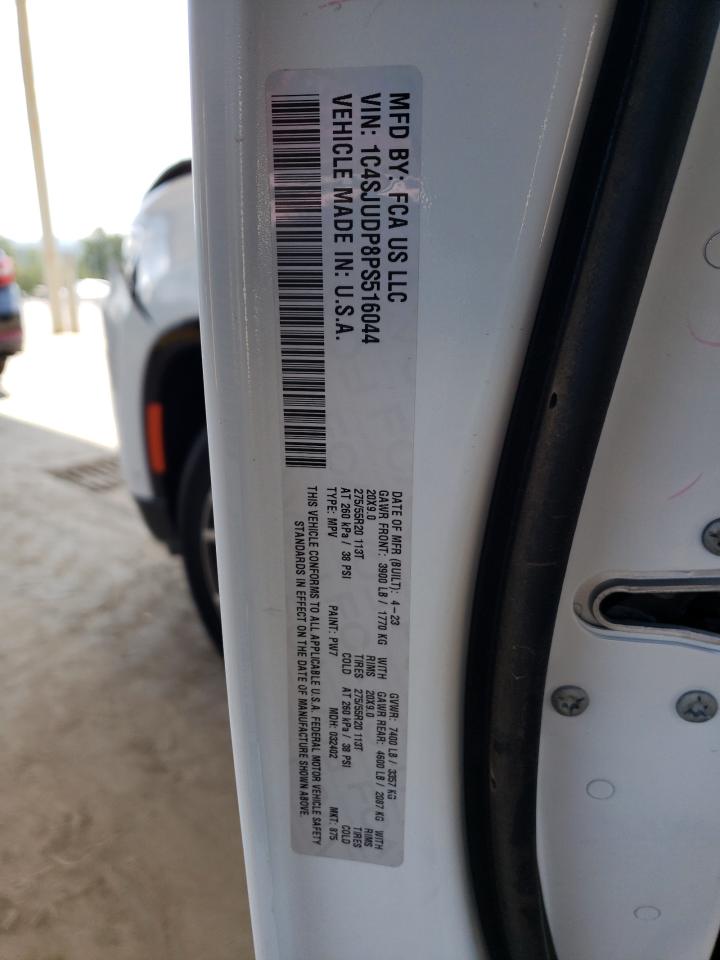 MFD BY: FCA US LLC
VIN: 1C4SJUDP8PS516044
VEHICLE MADE IN: U.S.A.
DATE OF MFR (BUILT): 4-23 GVWR: 7400 LB / 3357 KG
GAWR FRONT: 3900 LB / 1770 KG WITH GAWR REAR: 4600 LB / 2087 KG WITH
20X9.0 RIMS 20X9.0 RIMS
275/55R20 113T TIRES 275/55R20 113T TIRES
AT 260 kPa / 38 PSI COLD AT 260 kPa / 38 PSI COLD
TYPE: MPV PAINT: PW7 MDH: 032402 MKT: 875
THIS VEHICLE CONFORMS TO ALL APPLICABLE U.S.A. FEDERAL MOTOR VEHICLE SAFETY
STANDARDS IN EFFECT ON THE DATE OF MANUFACTURE SHOWN ABOVE.